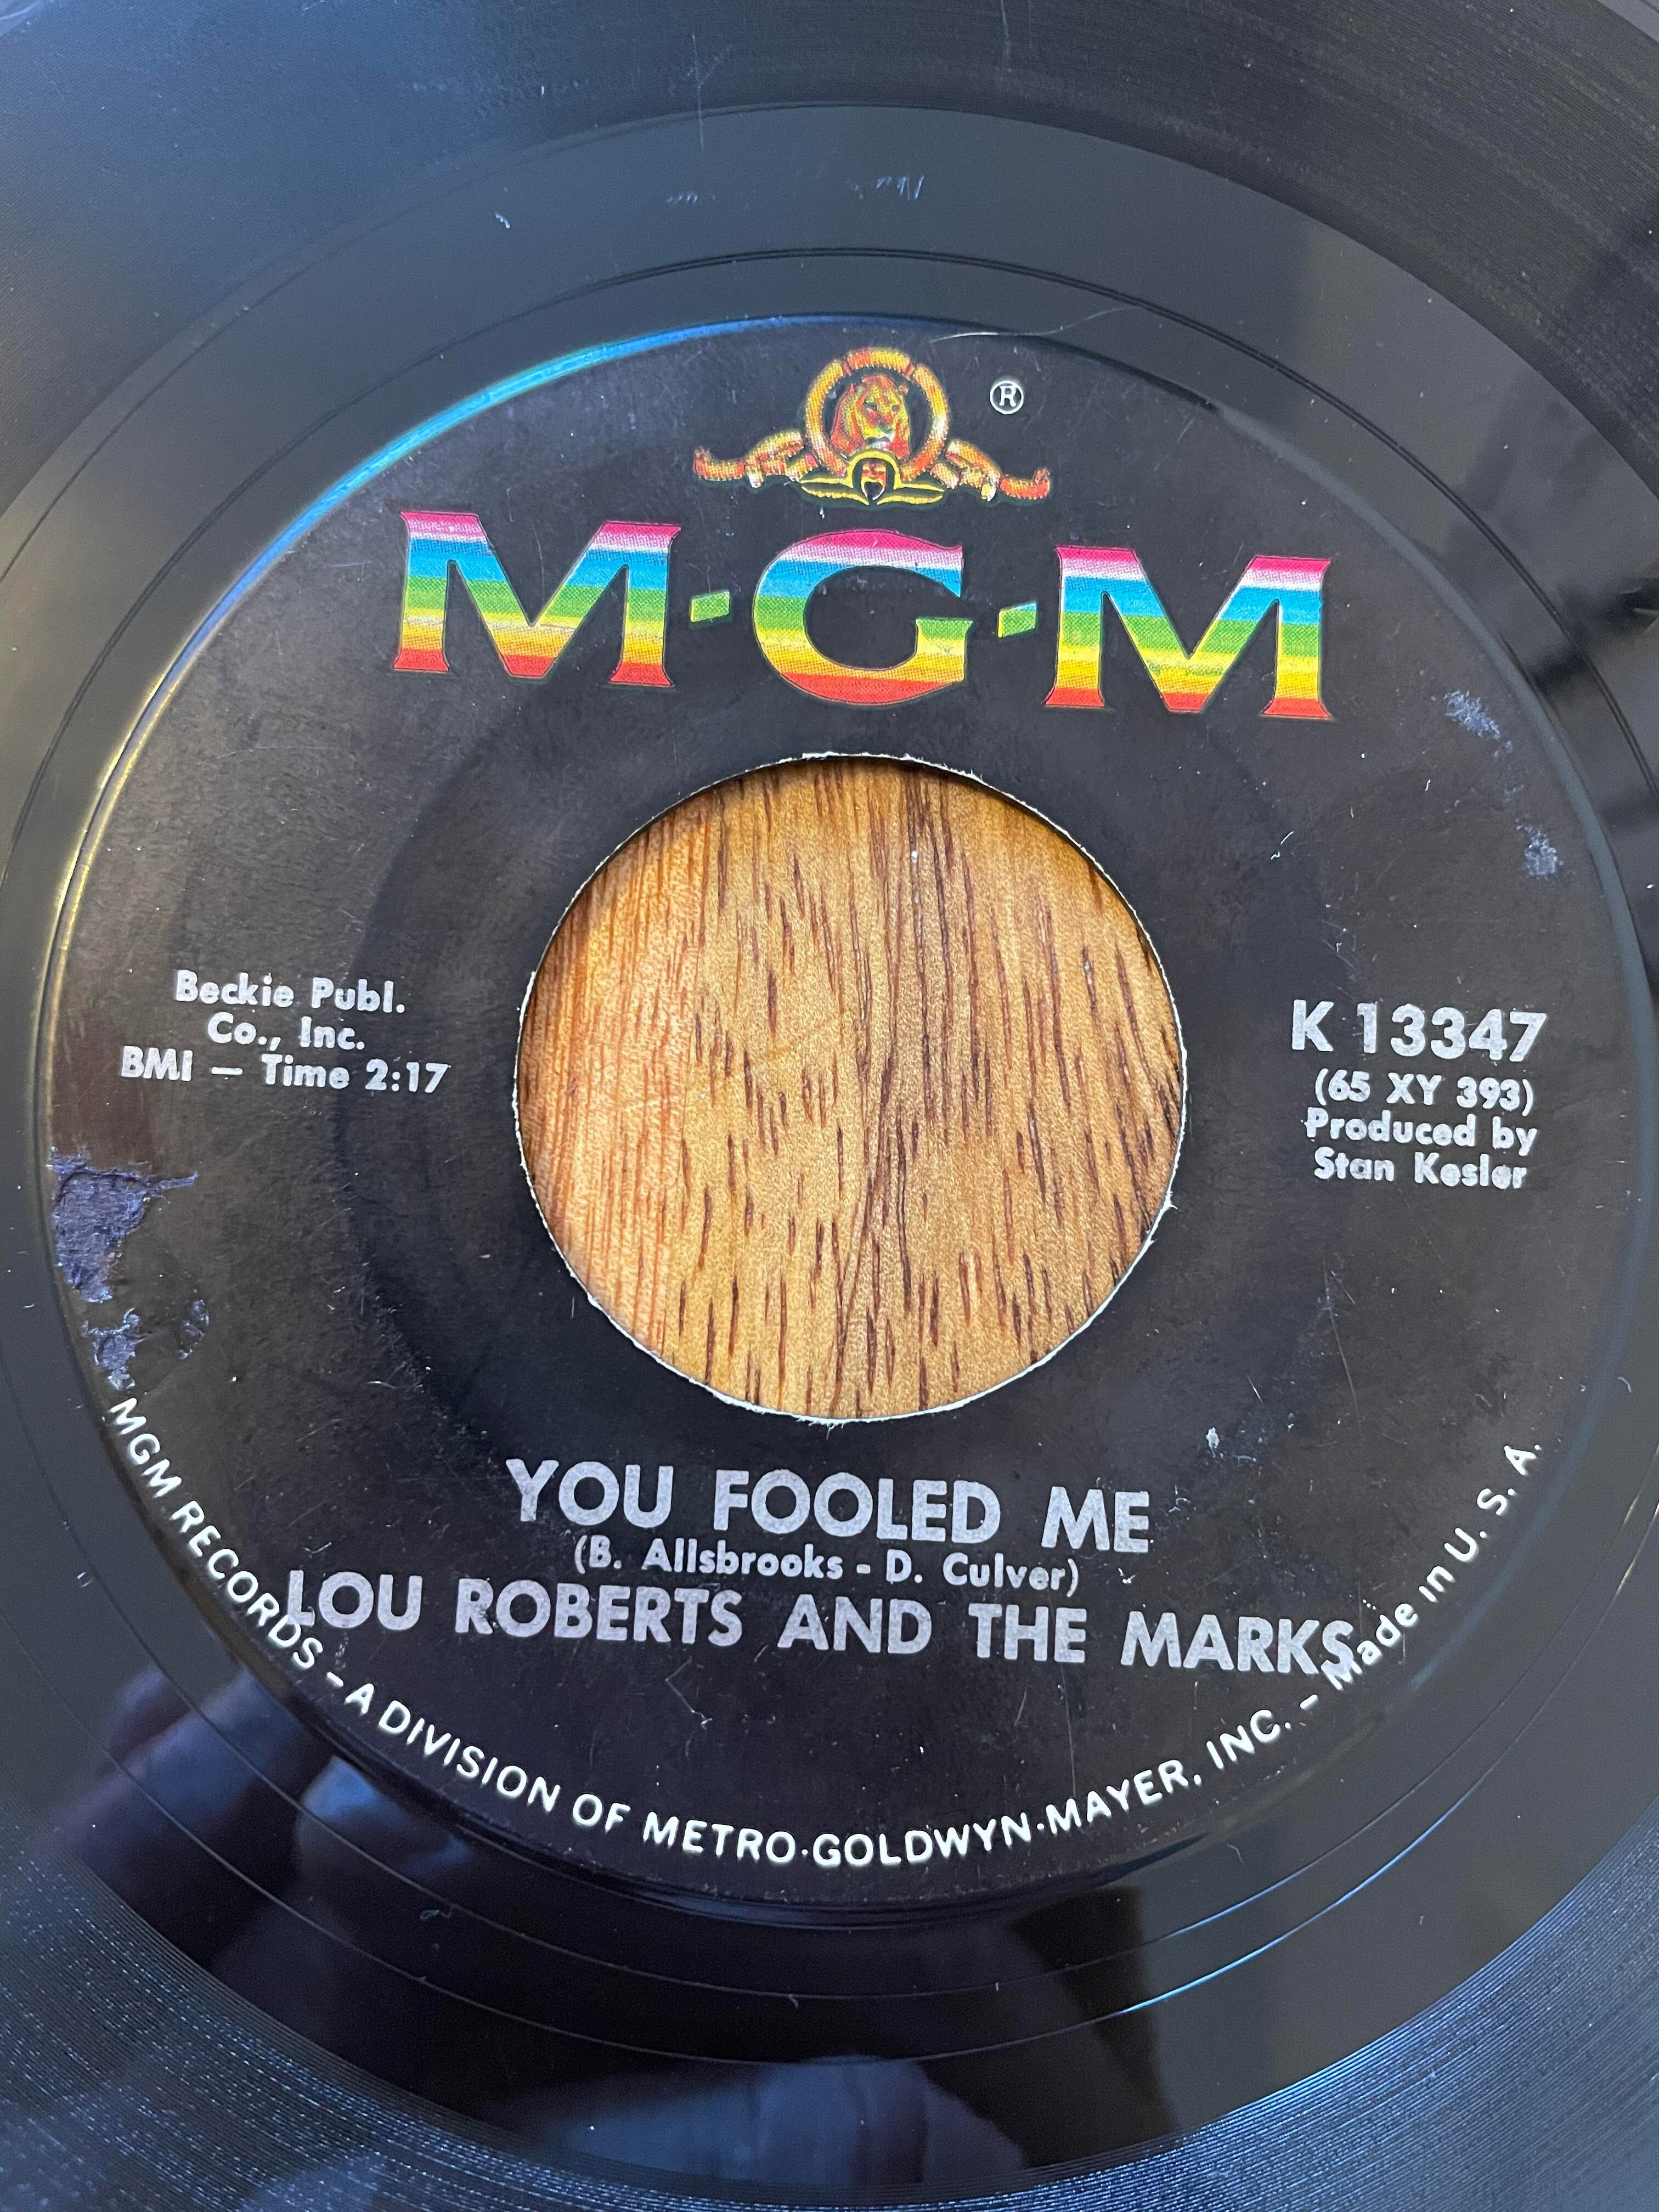 ®
M·G·M
Beckie Publ.
Co., Inc.
BMI — Time 2:17
K 13347
(65 XY 393)
Produced by
Stan Kesler
YOU FOOLED ME
(B. Allsbrooks - D. Culver)
LOU ROBERTS AND THE MARKS
MGM RECORDS – A DIVISION OF METRO·GOLDWYN·MAYER, INC. – Made in U. S. A.